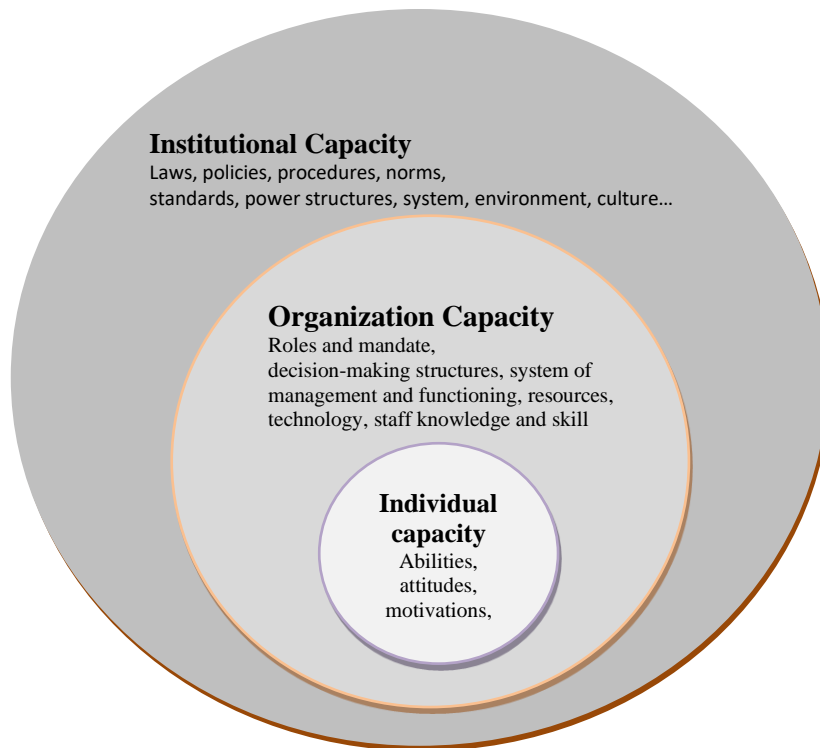 Institutional Capacity
Laws, policies, procedures, norms,
standards, power structures, system, environment, culture…
Organization Capacity
Roles and mandate,
decision-making structures, system of
management and functioning, resources,
technology, staff knowledge and skill
Individual
capacity
Abilities,
attitudes,
motivations,